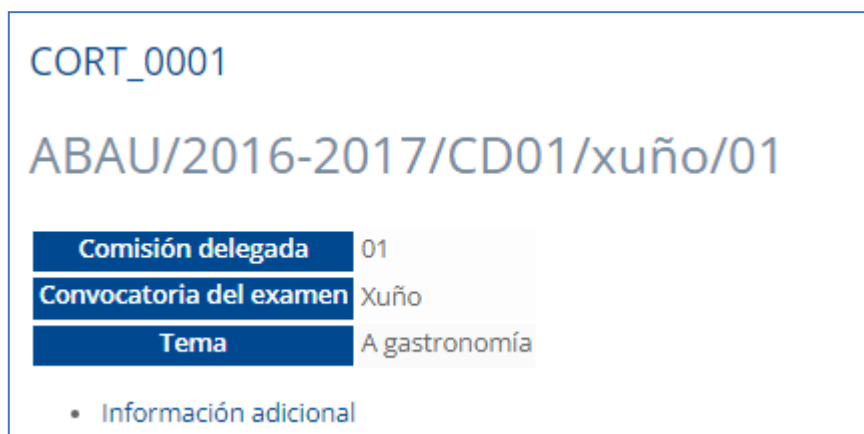 CORT_0001
ABAU/2016-2017/CD01/xuño/01
Comisión delegada 01
Convocatoria del examen Xuño
Tema A gastronomía
• Información adicional